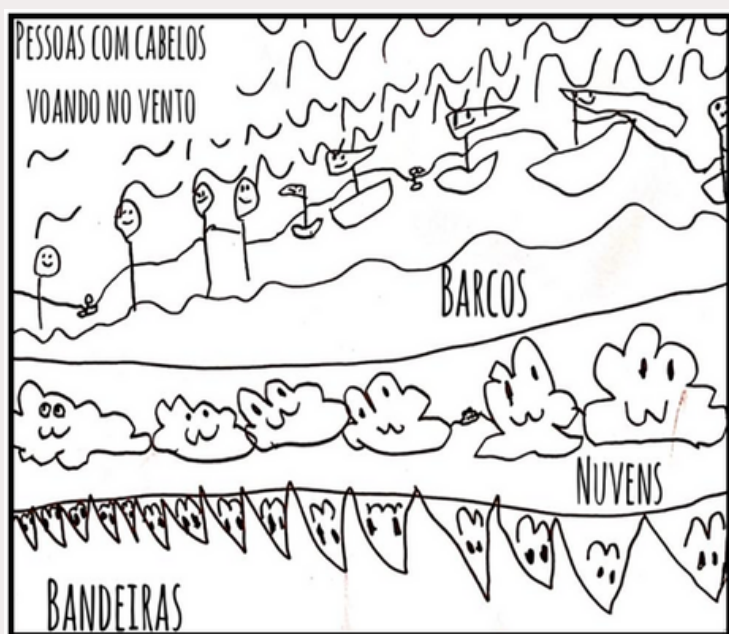 PESSOAS COM CABELOS
VOANDO NO VENTO
BARCOS
NUVENS
BANDEIRAS